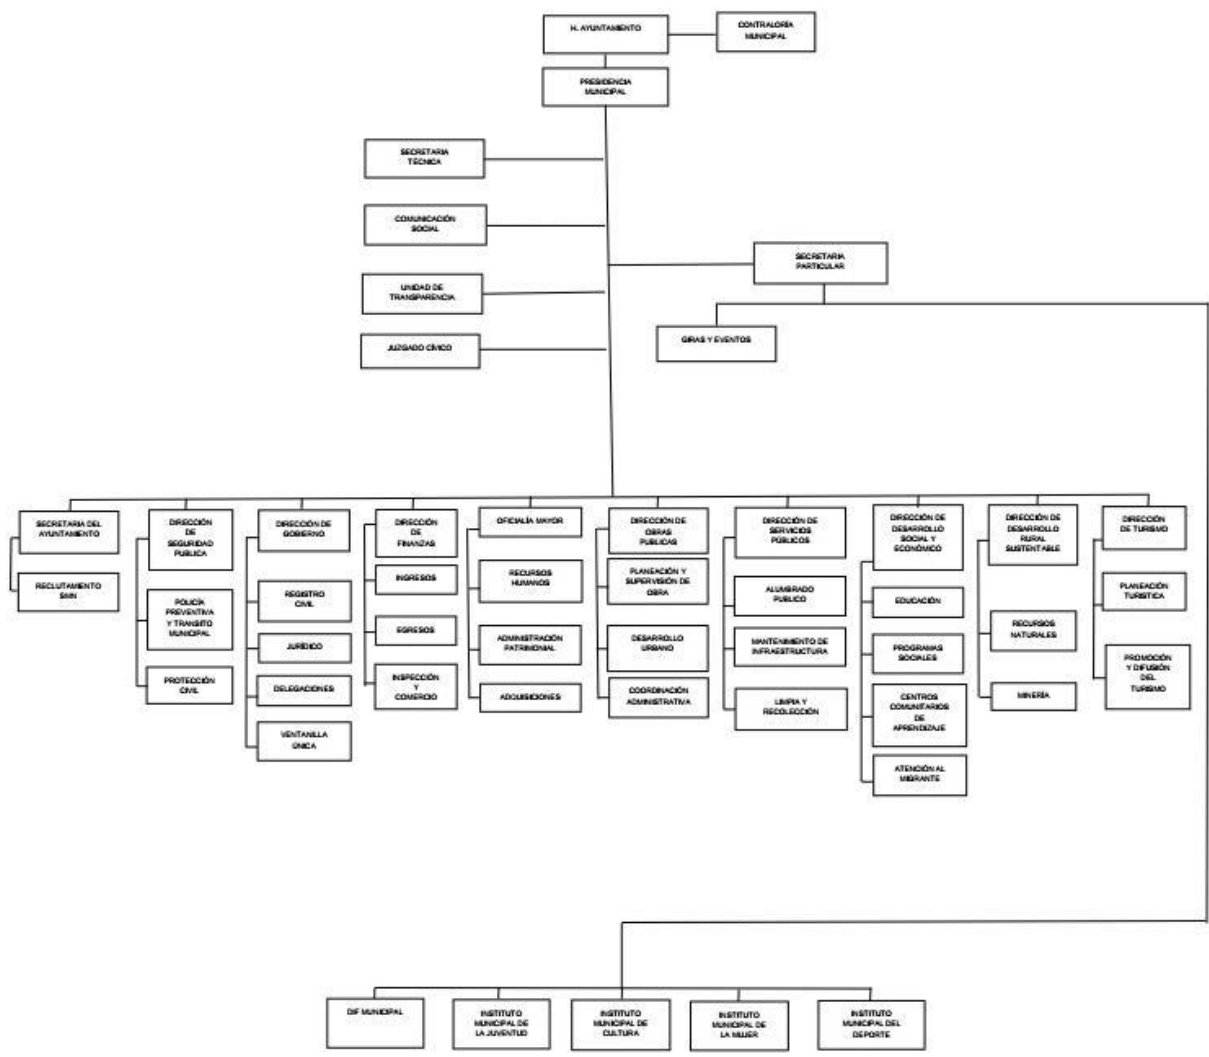 H. AYUNTAMIENTO
CONTRALORÍA
MUNICIPAL
PRESIDENCIA
MUNICIPAL
SECRETARIA
TÉCNICA
COMUNICACIÓN
SOCIAL
SECRETARIA
PARTICULAR
UNIDAD DE
TRANSPARENCIA
GIRAS Y EVENTOS
JUZGADO CÍVICO
SECRETARIA DEL
AYUNTAMIENTO
RECLUTAMIENTO
SMN
DIRECCIÓN
DE
SEGURIDAD
PUBLICA
POLICÍA
PREVENTIVA
Y TRANSITO
MUNICIPAL
PROTECCIÓN
CIVIL
DIRECCIÓN DE
GOBIERNO
REGISTRO
CIVIL
JURÍDICO
DELEGACIONES
VENTANILLA
ÚNICA
DIRECCIÓN
DE
FINANZAS
INGRESOS
EGRESOS
INSPECCIÓN
Y
COMERCIO
OFICIALÍA MAYOR
RECURSOS
HUMANOS
ADMINISTRACIÓN
PATRIMONIAL
ADQUISICIONES
DIRECCIÓN DE
OBRAS
PUBLICAS
PLANEACIÓN Y
SUPERVISIÓN DE
OBRA
DESARROLLO
URBANO
COORDINACIÓN
ADMINISTRATIVA
DIRECCIÓN DE
SERVICIOS
PÚBLICOS
ALUMBRADO
PUBLICO
MANTENIMIENTO DE
INFRAESTRUCTURA
LIMPIA Y
RECOLECCIÓN
DIRECCIÓN DE
DESARROLLO
SOCIAL Y
ECONÓMICO
EDUCACIÓN
PROGRAMAS
SOCIALES
CENTROS
COMUNITARIOS
DE
APRENDIZAJE
ATENCIÓN AL
MIGRANTE
DIRECCIÓN DE
DESARROLLO
RURAL
SUSTENTABLE
RECURSOS
NATURALES
MINERÍA
DIRECCIÓN
DE TURISMO
PLANEACIÓN
TURISTICA
PROMOCIÓN
Y DIFUSIÓN
DEL
TURISMO
DIF MUNICIPAL
INSTITUTO
MUNICIPAL DE
LA JUVENTUD
INSTITUTO
MUNICIPAL DE
CULTURA
INSTITUTO
MUNICIPAL DE
LA MUJER
INSTITUTO
MUNICIPAL DEL
DEPORTE